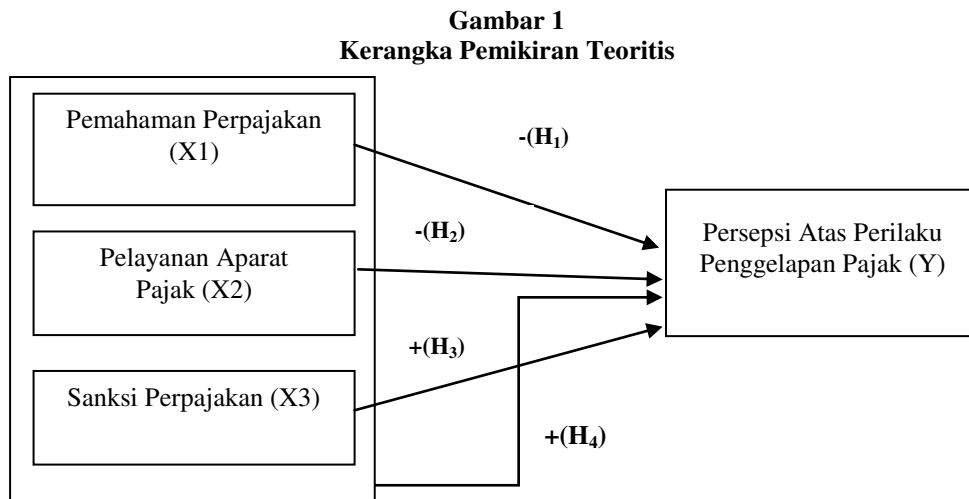 Gambar 1
Kerangka Pemikiran Teoritis
Pemahaman Perpajakan
(X1)
-(H₁)
Pelayanan Aparat
Pajak (X2)
-(H₂)
Persepsi Atas Perilaku
Penggelapan Pajak (Y)
+(H₃)
Sanksi Perpajakan (X3)
+(H₄)